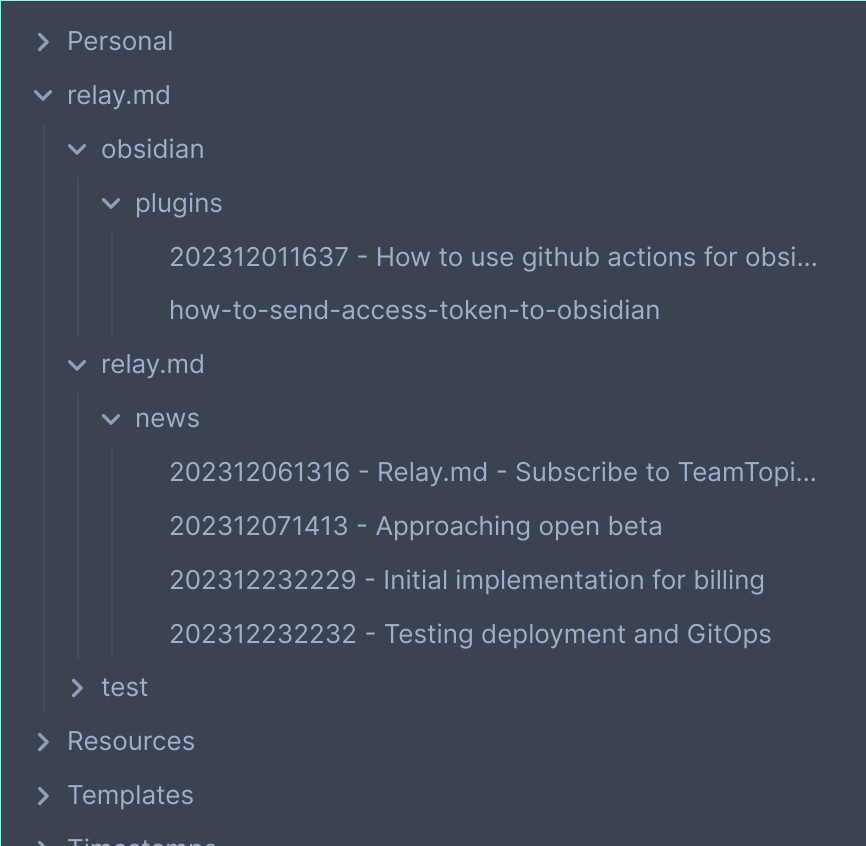 Personal
relay.md
obsidian
plugins
202312011637 - How to use github actions for obsi...
how-to-send-access-token-to-obsidian
relay.md
news
202312061316 - Relay.md - Subscribe to TeamTopi...
202312071413 - Approaching open beta
202312232229 - Initial implementation for billing
202312232232 - Testing deployment and GitOps
test
Resources
Templates
Timestamps